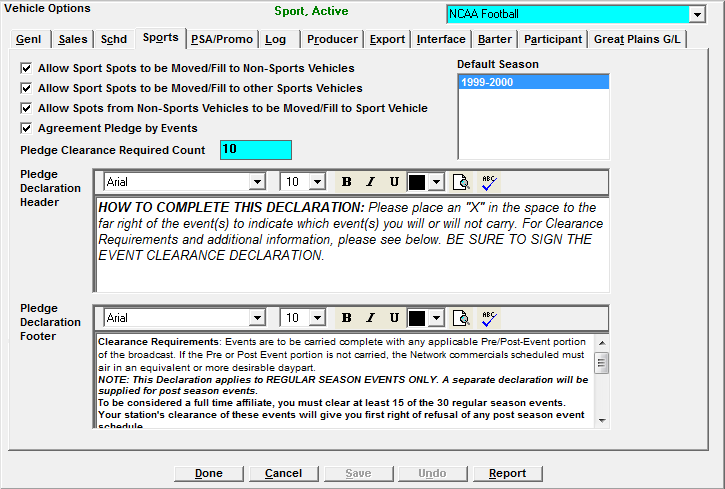 Vehicle Options
Sport, Active
NCAA Football
Genl
Sales
Schd
Sports
PSA/Promo
Log
Producer
Export
Interface
Barter
Participant
Great Plains G/L
Allow Sport Spots to be Moved/Fill to Non-Sports Vehicles
Allow Sport Spots to be Moved/Fill to other Sports Vehicles
Allow Spots from Non-Sports Vehicles to be Moved/Fill to Sport Vehicle
Agreement Pledge by Events
Pledge Clearance Required Count
10
Default Season
1999-2000
Pledge
Declaration
Header
Arial
10
B I U
ABC
HOW TO COMPLETE THIS DECLARATION: Please place an "X" in the space to the
far right of the event(s) to indicate which event(s) you will or will not carry. For Clearance
Requirements and additional information, please see below. BE SURE TO SIGN THE
EVENT CLEARANCE DECLARATION.
Pledge
Declaration
Footer
Arial
10
B I U
ABC
Clearance Requirements: Events are to be carried complete with any applicable Pre/Post-Event portion
of the broadcast. If the Pre or Post Event portion is not carried, the Network commercials scheduled must
air in an equivalent or more desirable daypart.
NOTE: This Declaration applies to REGULAR SEASON EVENTS ONLY. A separate declaration will be
supplied for post season events.
To be considered a full time affiliate, you must clear at least 15 of the 30 regular season events.
Your station's clearance of these events will give you first right of refusal of any post season event
schedule
Done
Cancel
Save
Undo
Report